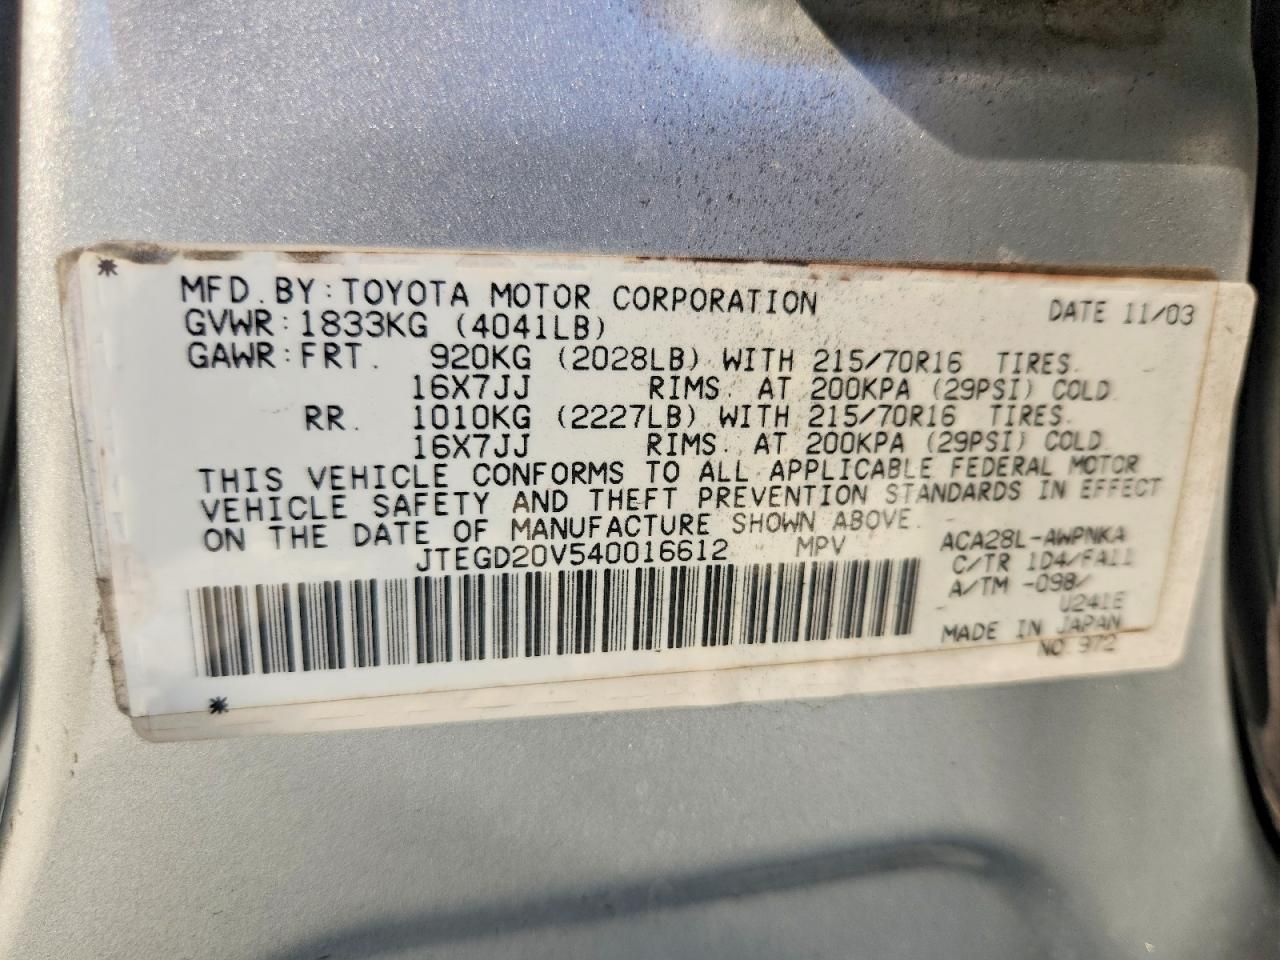 MFD. BY: TOYOTA MOTOR CORPORATION DATE 11/03
GVWR: 1833KG (4041LB)
GAWR: FRT. 920KG (2028LB) WITH 215/70R16 TIRES.
16X7JJ RIMS. AT 200KPA (29PSI) COLD.
RR. 1010KG (2227LB) WITH 215/70R16 TIRES.
16X7JJ RIMS. AT 200KPA (29PSI) COLD.
THIS VEHICLE CONFORMS TO ALL APPLICABLE FEDERAL MOTOR
VEHICLE SAFETY AND THEFT PREVENTION STANDARDS IN EFFECT
ON THE DATE OF MANUFACTURE SHOWN ABOVE.
JTEGD20V540016612 MPV
ACA28L-AWPNKA
C/TR 1D4/FA11
A/TM -09B/
U241E
MADE IN JAPAN
NO. 972